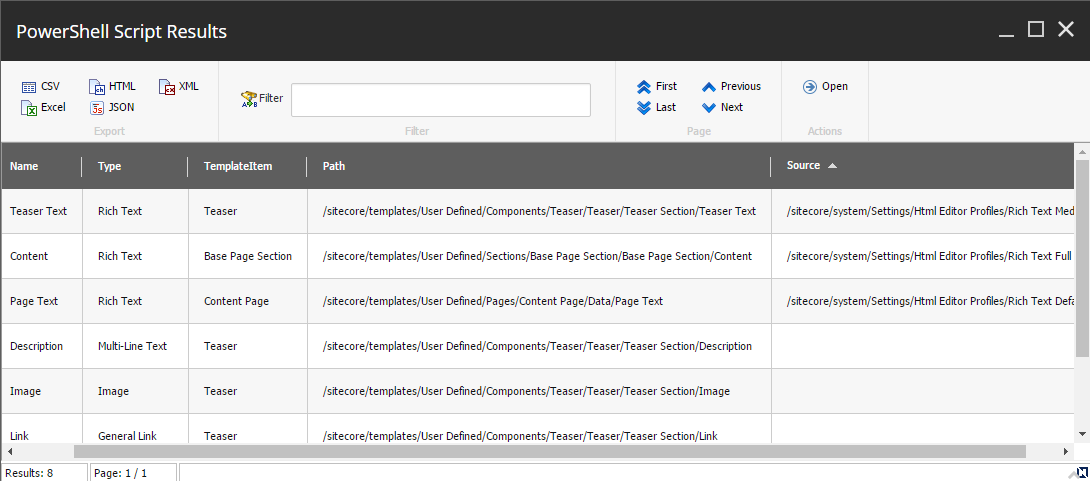 PowerShell Script Results
CSV HTML XML Filter First Previous Open
Excel JSON Last Next
Export Filter Page Actions
Name Type TemplateItem Path Source
Teaser Text Rich Text Teaser /sitecore/templates/User Defined/Components/Teaser/Teaser/Teaser Section/Teaser Text /sitecore/system/Settings/Html Editor Profiles/Rich Text Med
Content Rich Text Base Page Section /sitecore/templates/User Defined/Sections/Base Page Section/Base Page Section/Content /sitecore/system/Settings/Html Editor Profiles/Rich Text Full
Page Text Rich Text Content Page /sitecore/templates/User Defined/Pages/Content Page/Data/Page Text /sitecore/system/Settings/Html Editor Profiles/Rich Text Defa
Description Multi-Line Text Teaser /sitecore/templates/User Defined/Components/Teaser/Teaser/Teaser Section/Description
Image Image Teaser /sitecore/templates/User Defined/Components/Teaser/Teaser/Teaser Section/Image
Link General Link Teaser /sitecore/templates/User Defined/Components/Teaser/Teaser/Teaser Section/Link
Results: 8 Page: 1 / 1